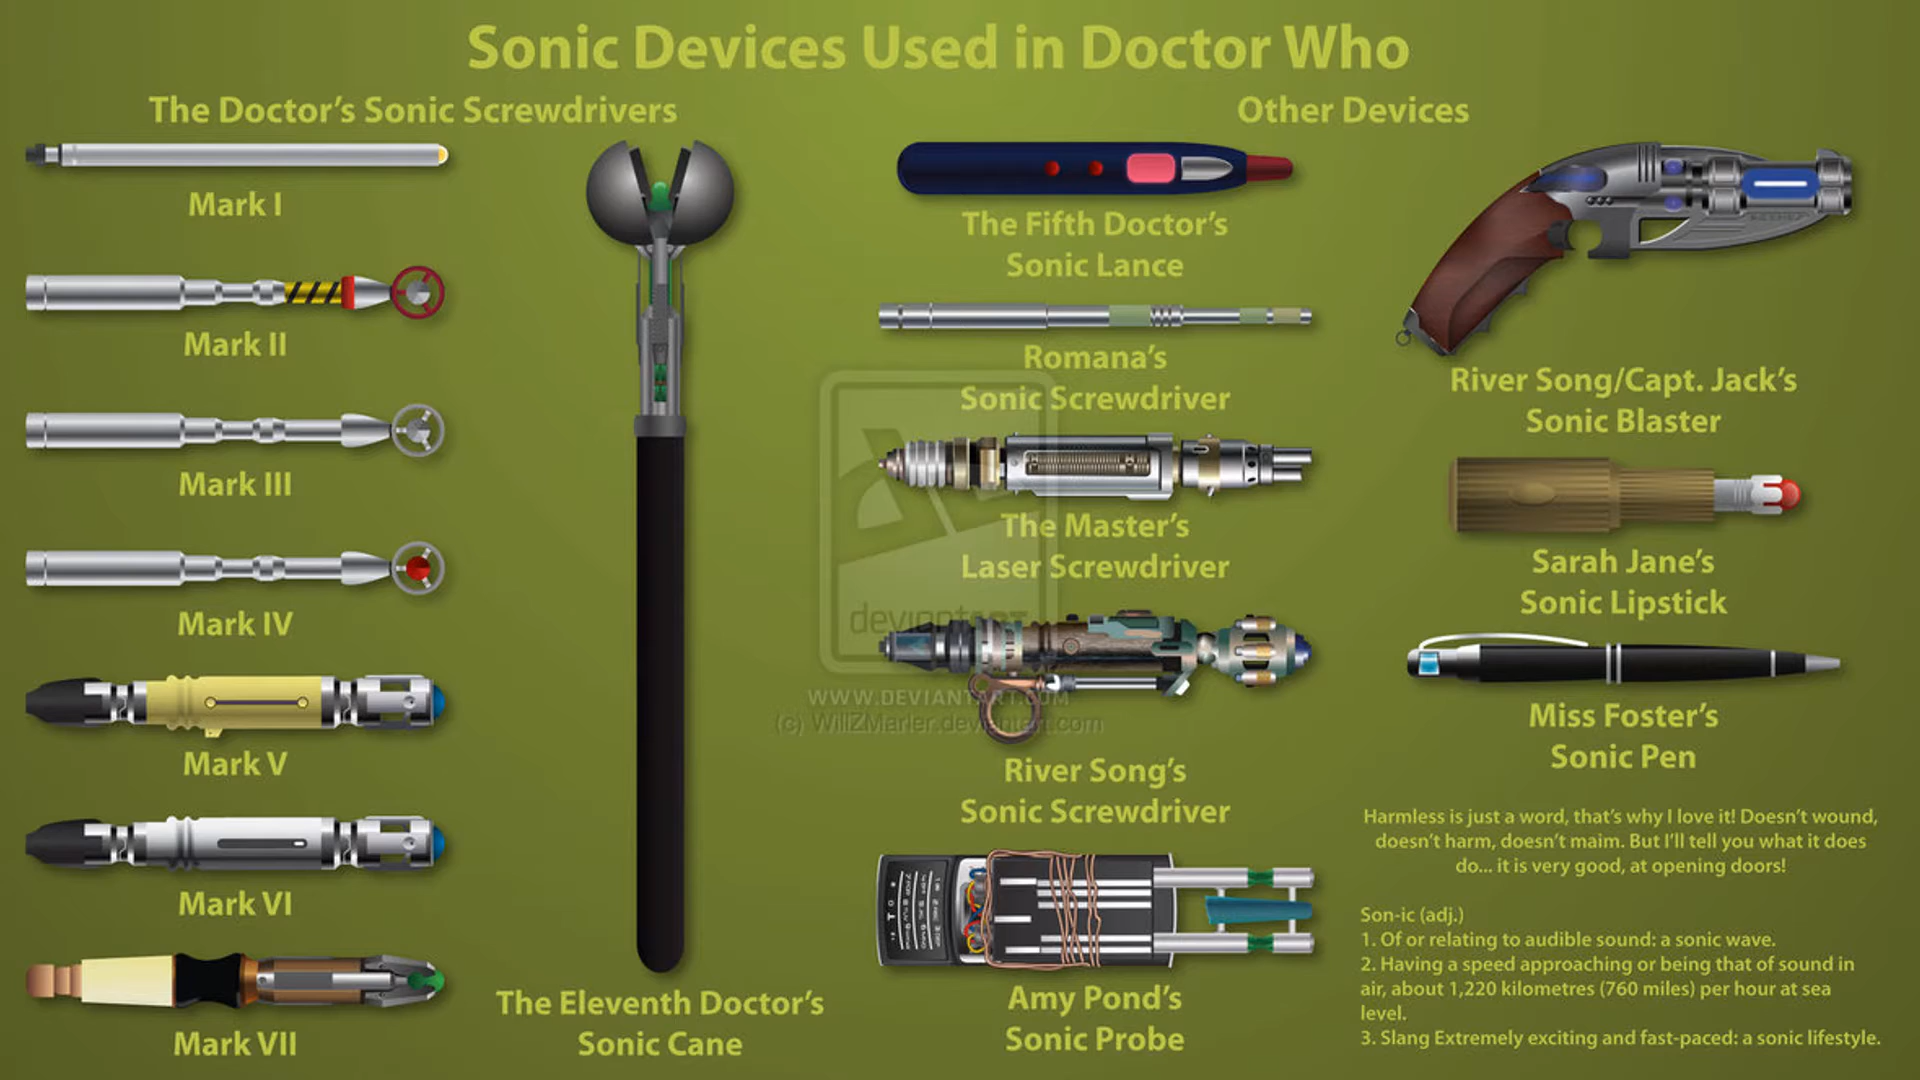 Sonic Devices Used in Doctor Who
The Doctor's Sonic Screwdrivers
Mark I
Mark II
Mark III
Mark IV
Mark V
Mark VI
Mark VII
The Eleventh Doctor's
Sonic Cane
Other Devices
The Fifth Doctor's
Sonic Lance
Romana's
Sonic Screwdriver
The Master's
Laser Screwdriver
River Song's
Sonic Screwdriver
Amy Pond's
Sonic Probe
River Song/Capt. Jack's
Sonic Blaster
Sarah Jane's
Sonic Lipstick
Miss Foster's
Sonic Pen
Harmless is just a word, that's why I love it! Doesn't wound,
doesn't harm, doesn't maim. But I'll tell you what it does
do... it is very good, at opening doors!
Son-ic (adj.)
1. Of or relating to audible sound: a sonic wave.
2. Having a speed approaching or being that of sound in
air, about 1,220 kilometres (760 miles) per hour at sea
level.
3. Slang Extremely exciting and fast-paced: a sonic lifestyle.
deviantART
WWW.DEVIANTART.COM
(c) WillZMarler.deviantart.com